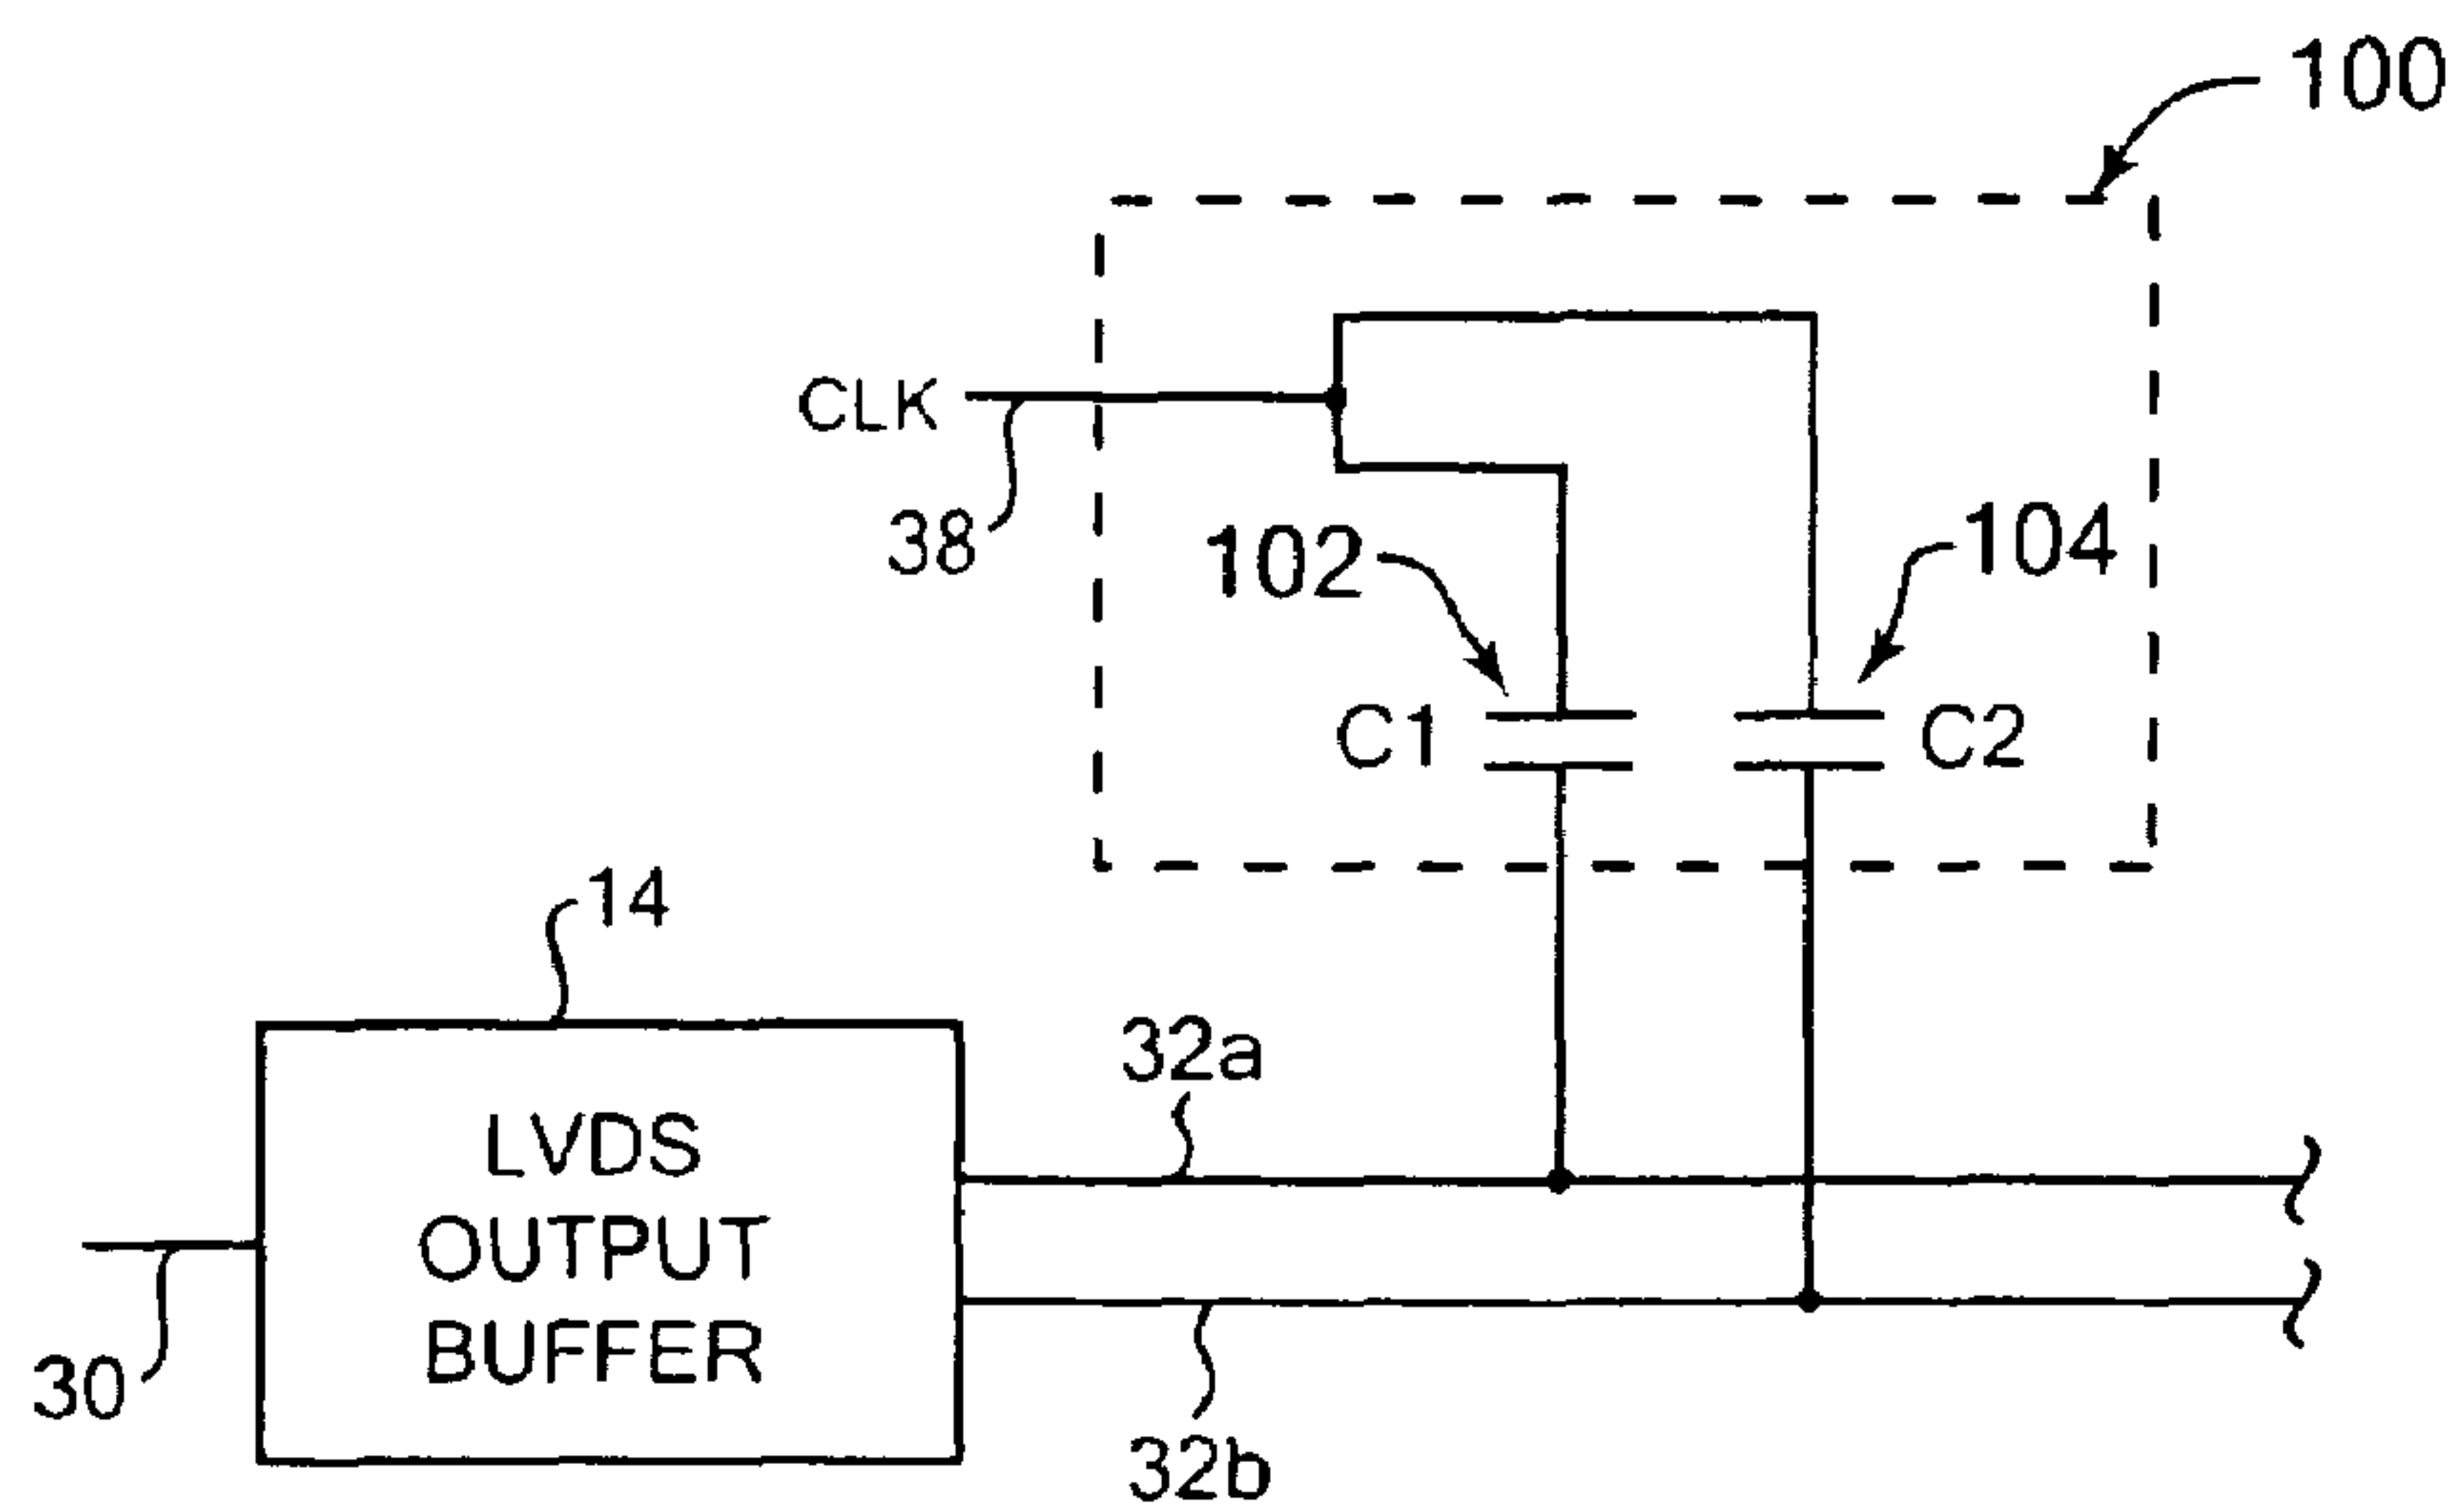 100
CLK
38
102
104
C1
C2
14
32a
LVDS
OUTPUT
BUFFER
30
32b